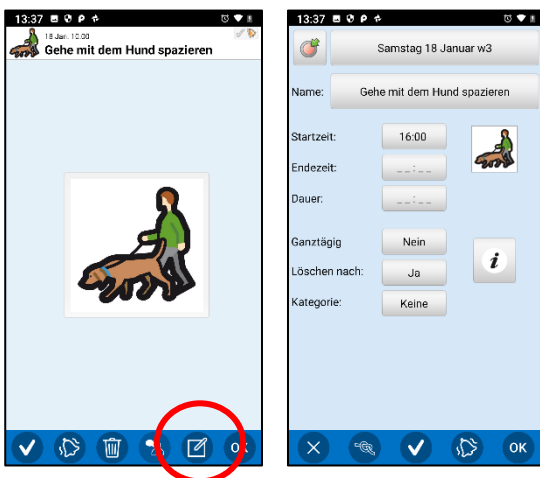 13:37
18 Jan. 10:00
Gehe mit dem Hund spazieren
OK
13:37
Samstag 18 Januar w3
Name: Gehe mit dem Hund spazieren
Startzeit: 16:00
Endezeit: __:__
Dauer: __:__
Ganztägig Nein
Löschen nach: Ja
i
Kategorie: Keine
OK